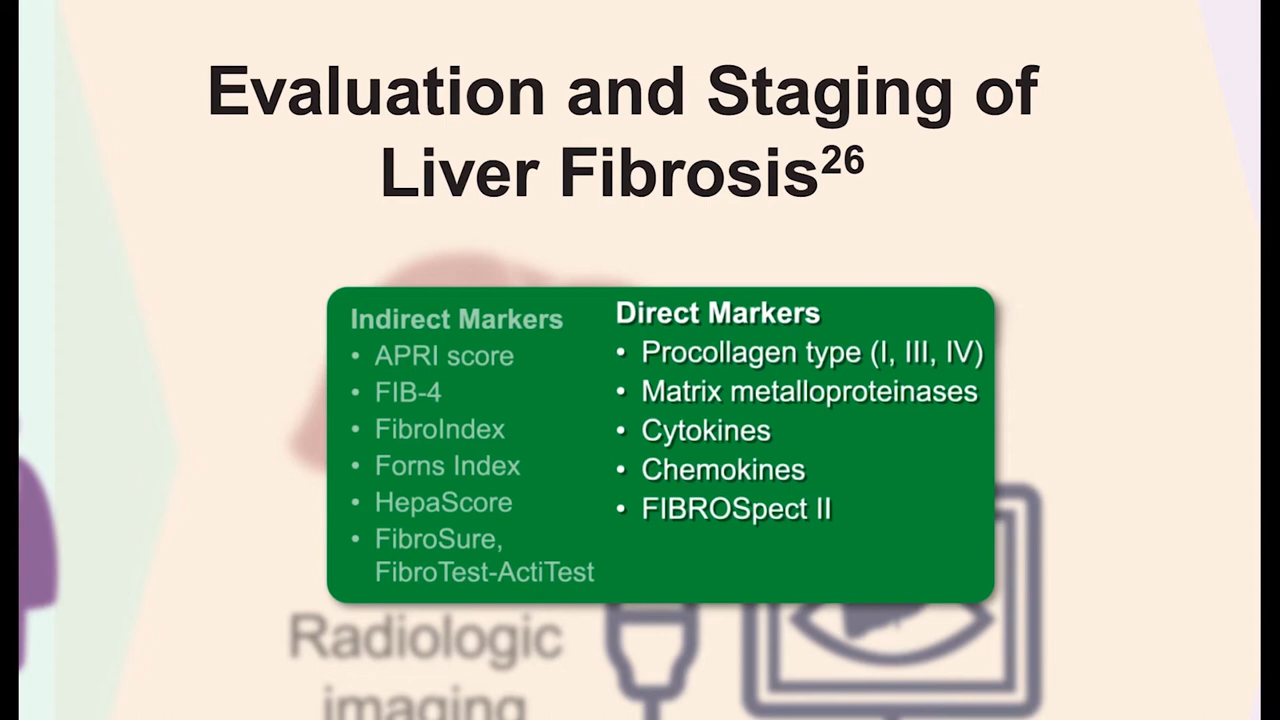 Evaluation and Staging of
Liver Fibrosis26
Indirect Markers
• APRI score
• FIB-4
• FibroIndex
• Forns Index
• HepaScore
• FibroSure,
FibroTest-ActiTest
Direct Markers
• Procollagen type (I, III, IV)
• Matrix metalloproteinases
• Cytokines
• Chemokines
• FIBROSpect II
Radiologic
imaging